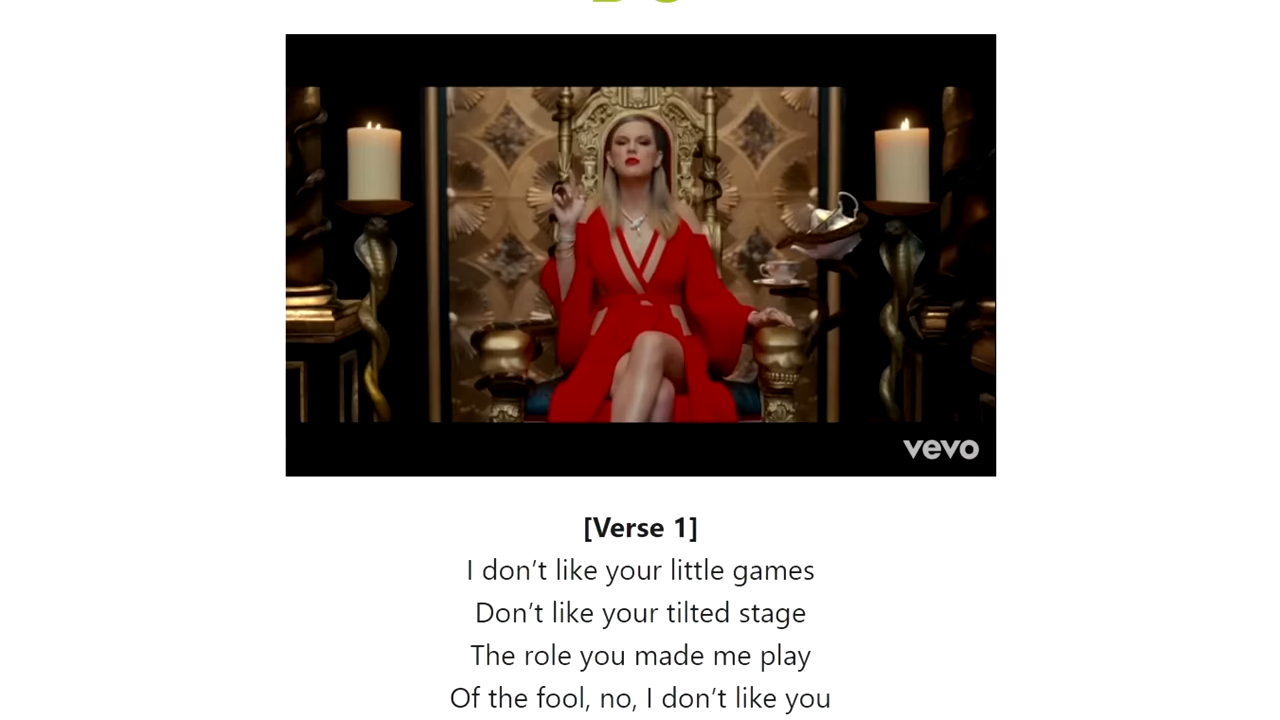 vevo
[Verse 1]
I don’t like your little games
Don’t like your tilted stage
The role you made me play
Of the fool, no, I don’t like you